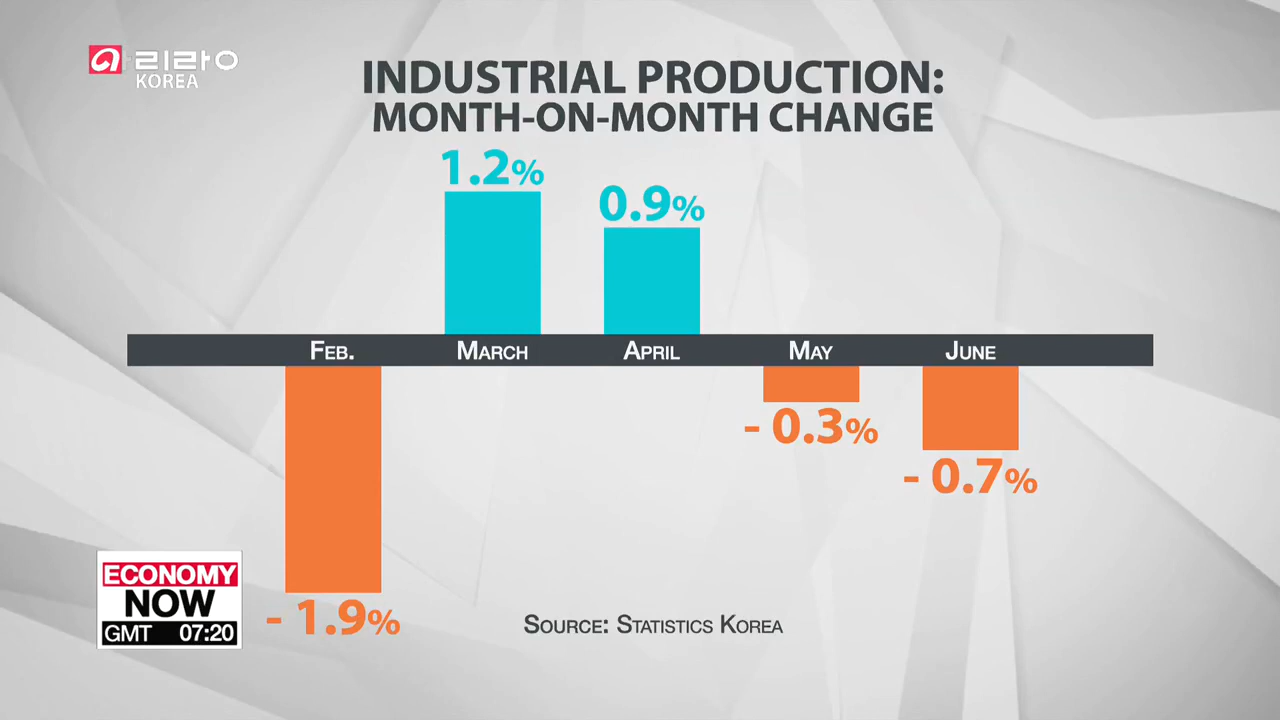 아리랑
KOREA
INDUSTRIAL PRODUCTION:
MONTH-ON-MONTH CHANGE
1.2%
0.9%
FEB. MARCH APRIL MAY JUNE
- 0.3%
- 0.7%
- 1.9%
ECONOMY
NOW
GMT 07:20
SOURCE: STATISTICS KOREA